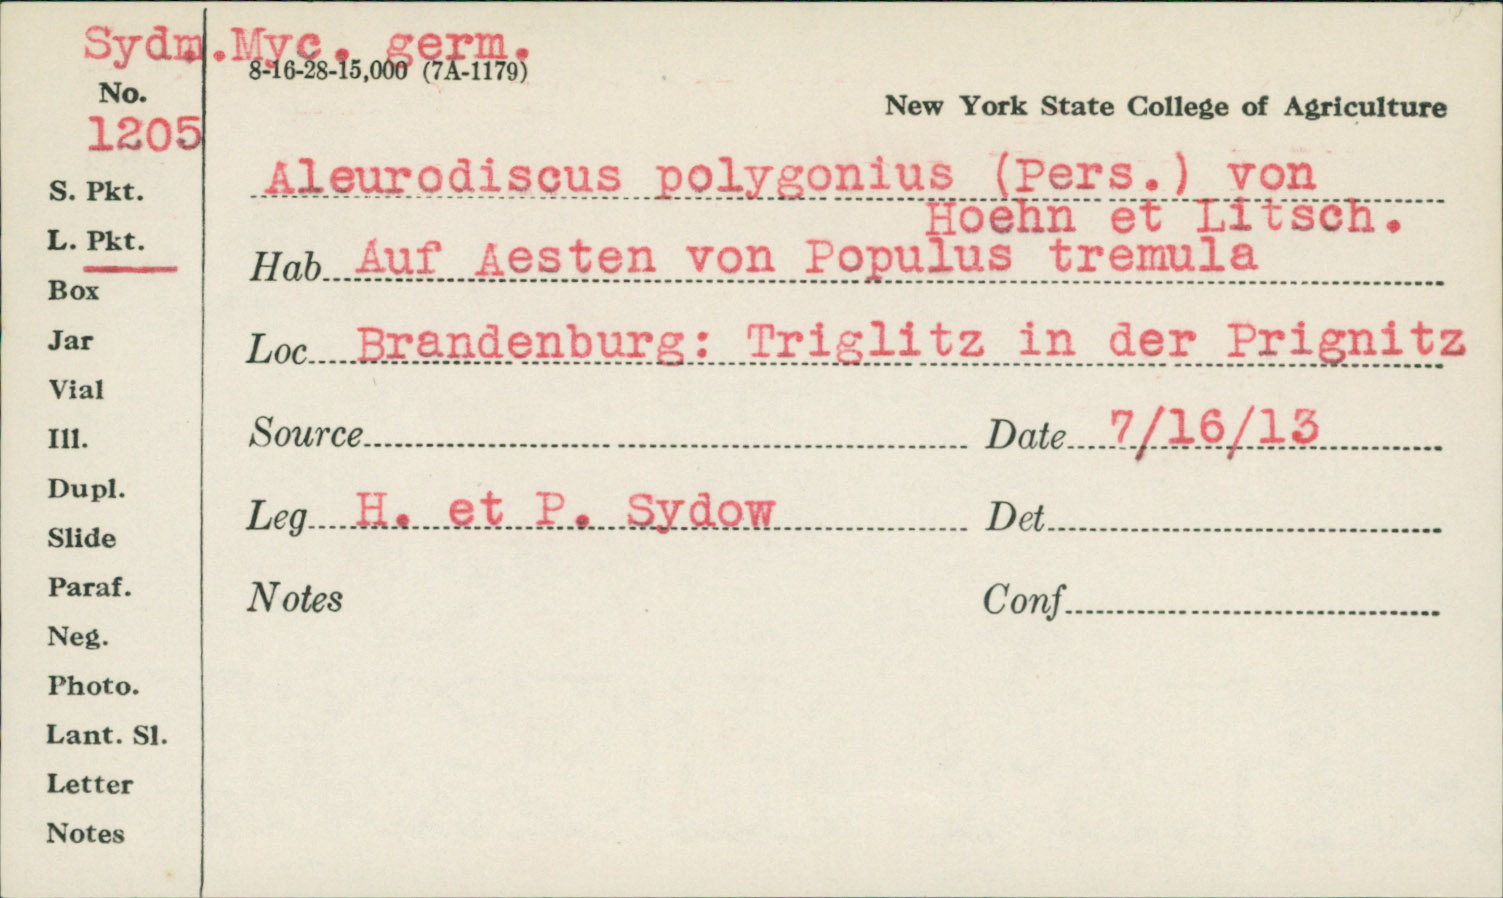 Sydm.Myc. germ.
8-16-28-15,000 (7A-1179)
No.
1205
New York State College of Agriculture
Aleurodiscus polygonius (Pers.) von
Hoehn et Litsch.
Hab. Auf Aesten von Populus tremula
Loc. Brandenburg: Triglitz in der Prignitz
Source
Date 7/16/13
Leg. H. et P. Sydow
Det.
Notes
Conf.
S. Pkt.
L. Pkt.
Box
Jar
Vial
Ill.
Dupl.
Slide
Paraf.
Neg.
Photo.
Lant. Sl.
Letter
Notes